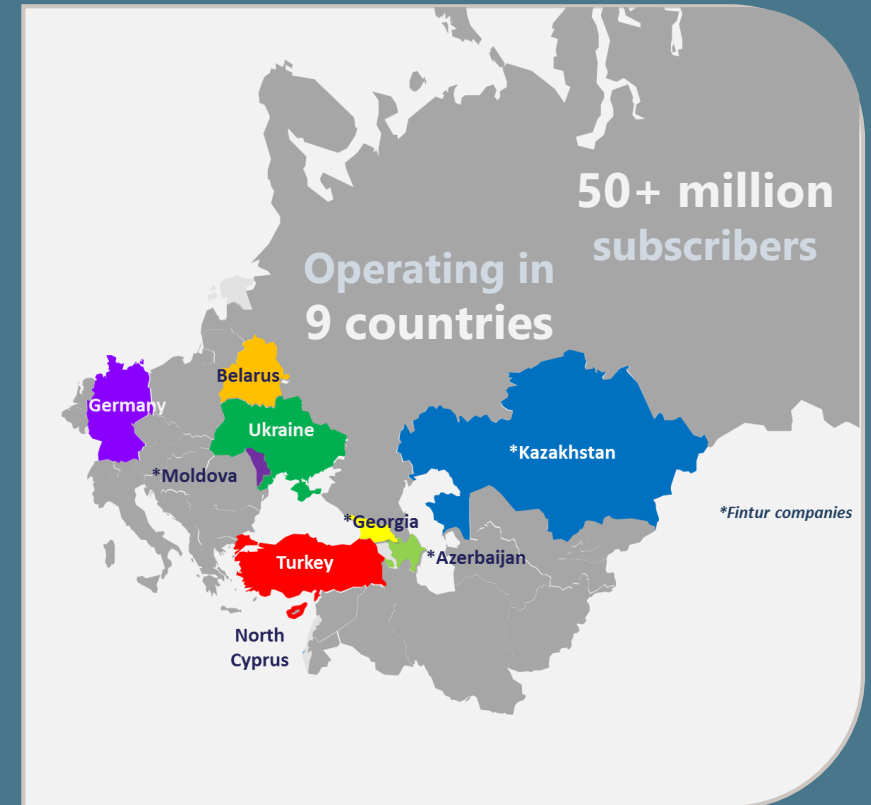 50+ million
subscribers
Operating in
9 countries
Belarus
Germany
Ukraine
*Kazakhstan
*Moldova
*Fintur companies
*Georgia
*Azerbaijan
Turkey
North
Cyprus